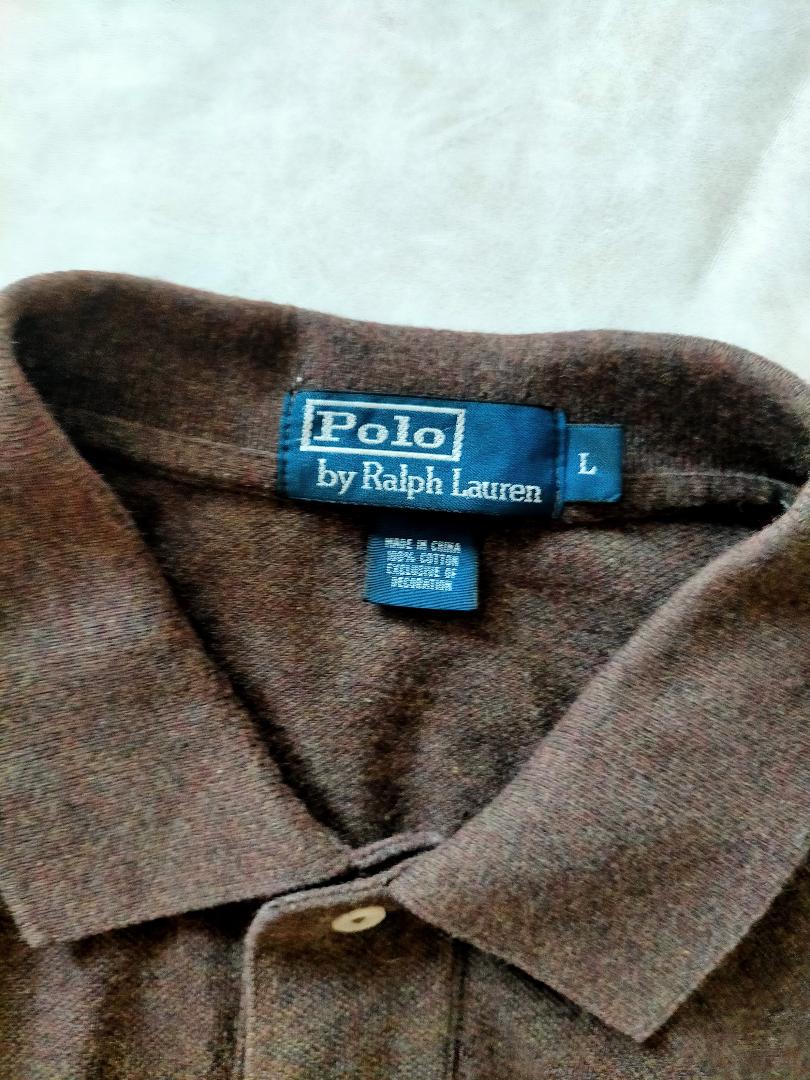 Polo
by Ralph Lauren
L
MADE IN CHINA
100% COTTON
EXCLUSIVE OF
DECORATION